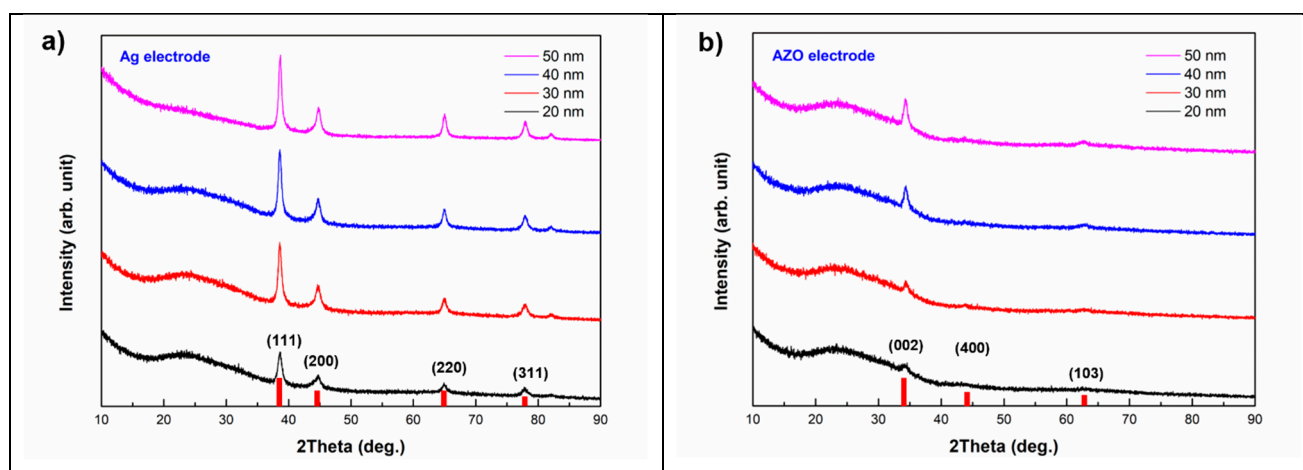 a)
Ag electrode
50 nm
40 nm
30 nm
20 nm
Intensity (arb. unit)
(111)
(200)
(220)
(311)
10 20 30 40 50 60 70 80 90
2Theta (deg.)
b)
AZO electrode
50 nm
40 nm
30 nm
20 nm
Intensity (arb. unit)
(002)
(400)
(103)
10 20 30 40 50 60 70 80 90
2Theta (deg.)